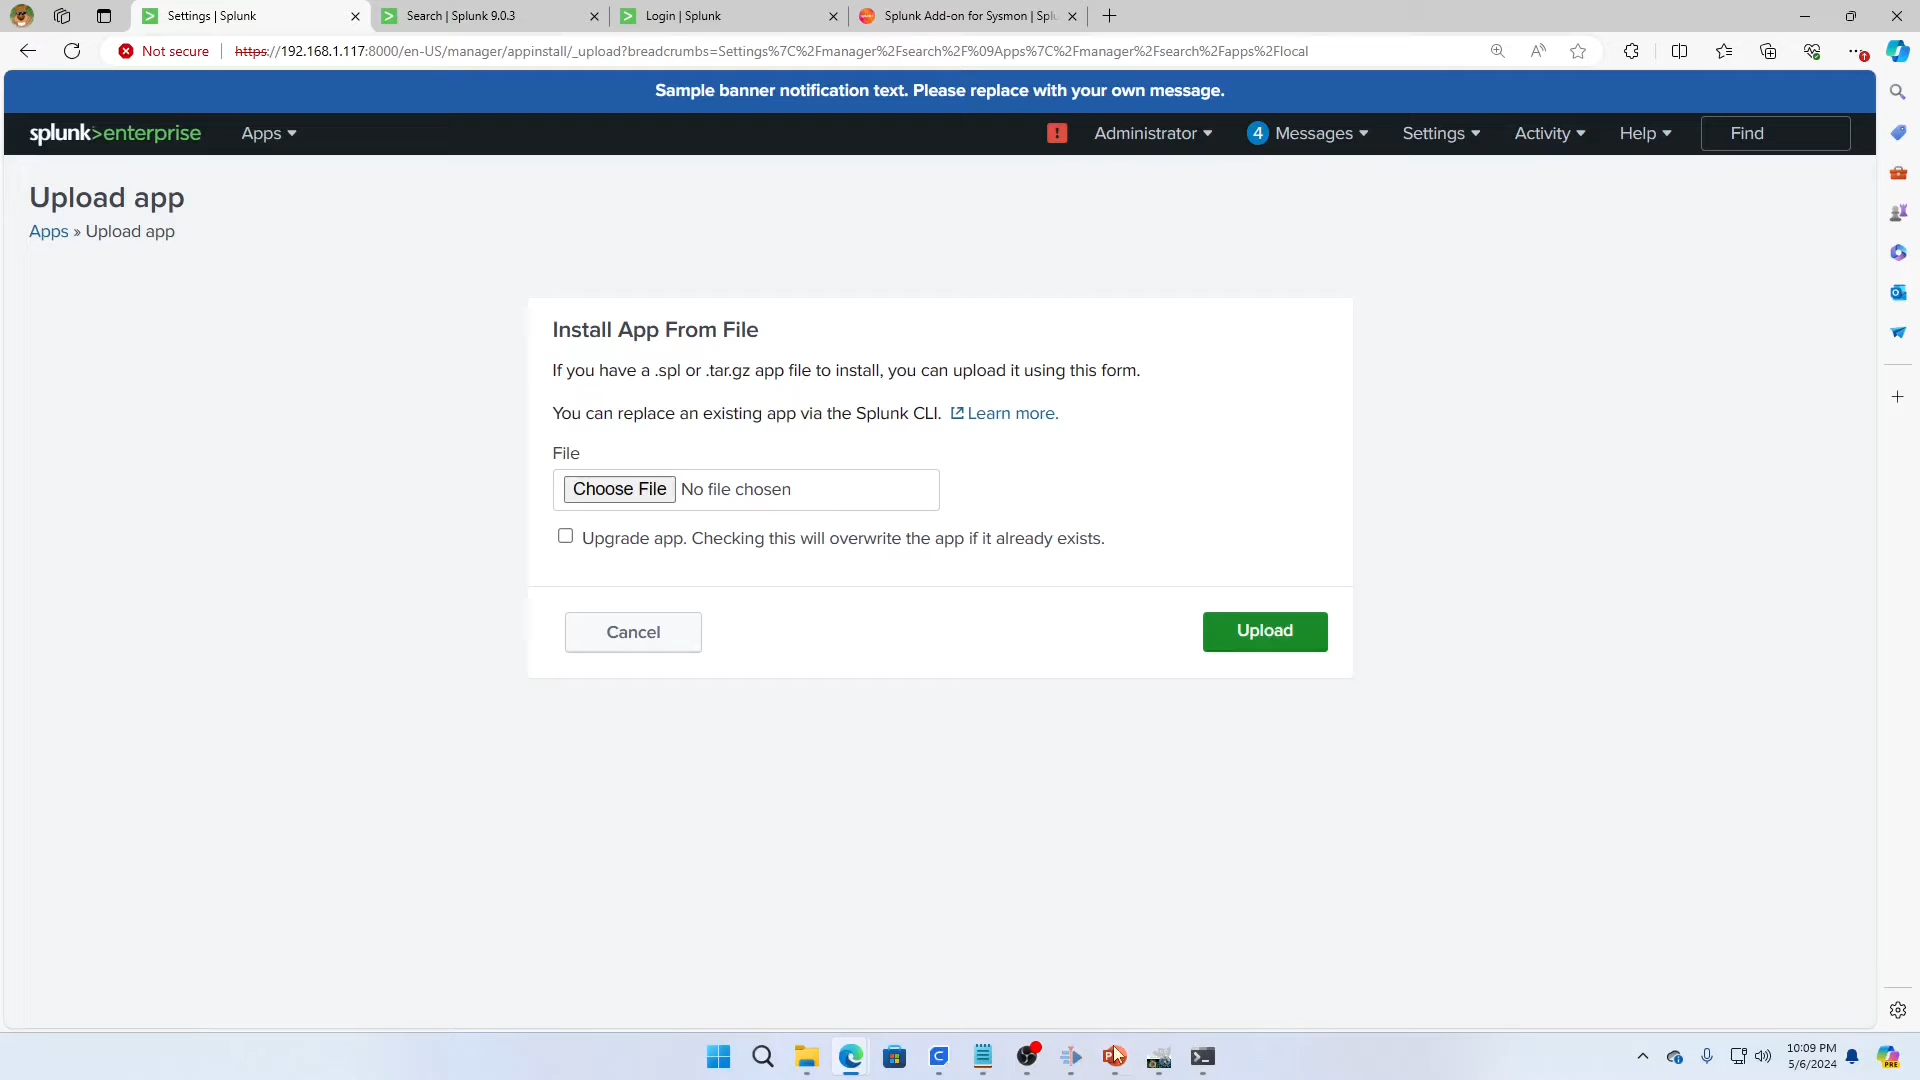 Settings | Splunk
Search | Splunk 9.0.3
Login | Splunk
Splunk Add-on for Sysmon | Splu
Not secure
https://192.168.1.117:8000/en-US/manager/appinstall/_upload?breadcrumbs=Settings%7C%2Fmanager%2Fsearch%2F%09Apps%7C%2Fmanager%2Fsearch%2Fapps%2Flocal
Sample banner notification text. Please replace with your own message.
splunk>enterprise
Apps
!
Administrator
4 Messages
Settings
Activity
Help
Find
Upload app
Apps » Upload app
Install App From File
If you have a .spl or .tar.gz app file to install, you can upload it using this form.
You can replace an existing app via the Splunk CLI. Learn more.
File
Choose File No file chosen
Upgrade app. Checking this will overwrite the app if it already exists.
Cancel
Upload
10:09 PM
5/6/2024
PRE